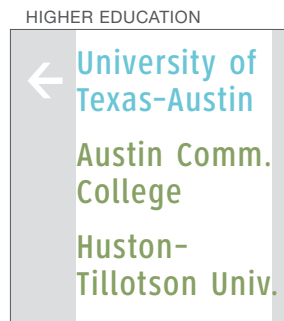 HIGHER EDUCATION
University of
Texas-Austin
Austin Comm.
College
Huston-
Tillotson Univ.